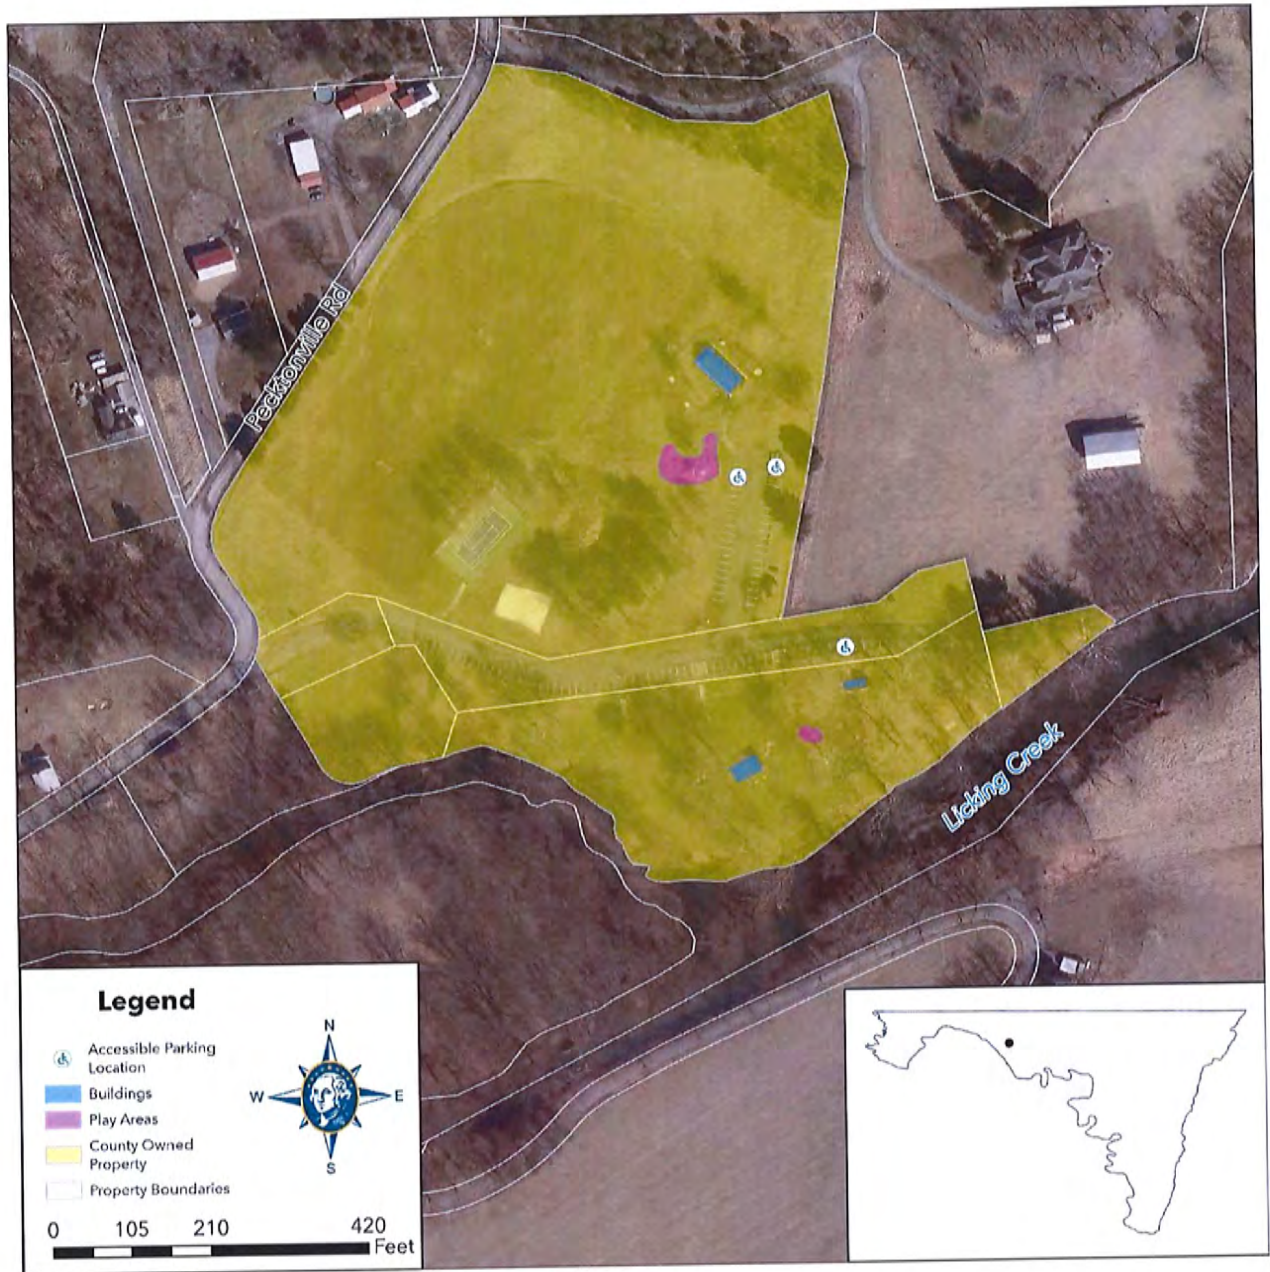 Pecktonville Rd
Licking Creek
Legend
Accessible Parking
Location
Buildings
Play Areas
County Owned
Property
Property Boundaries
N
W
E
S
0 105 210 420
Feet